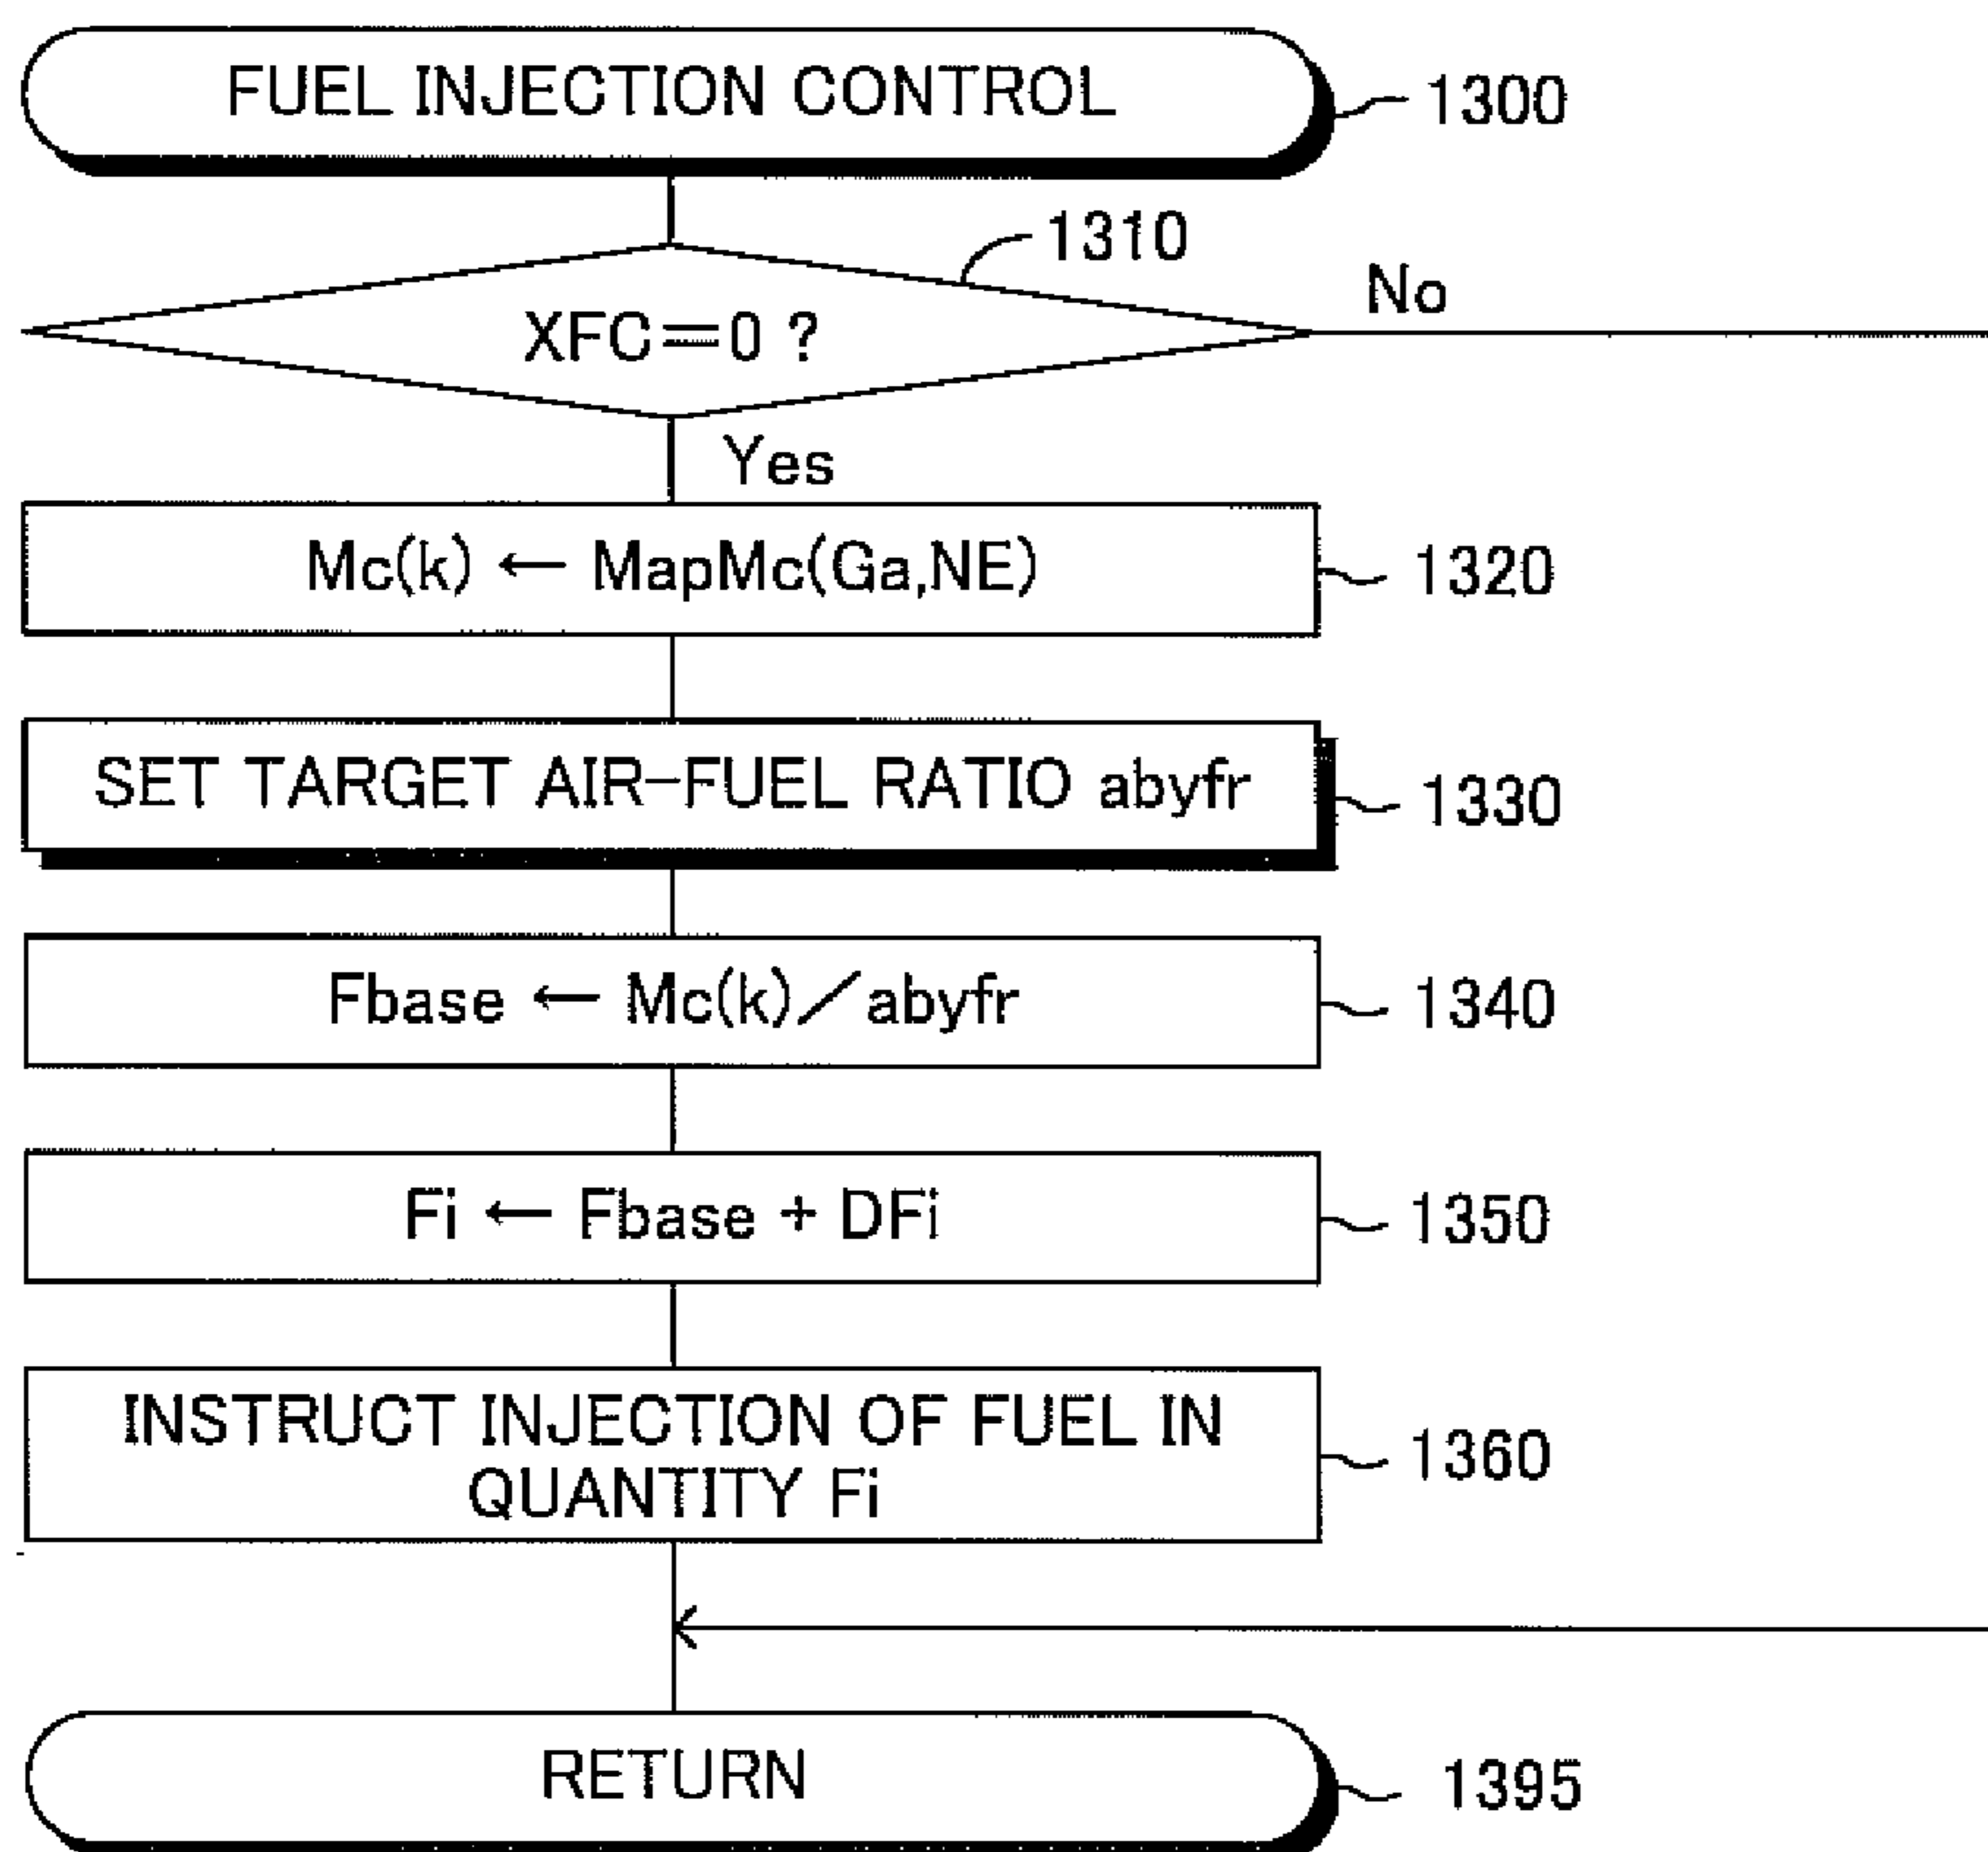 FUEL INJECTION CONTROL
1300
1310
XFC=0 ?
No
Yes
Mc(k) ← MapMc(Ga,NE)
1320
SET TARGET AIR-FUEL RATIO abyfr
1330
Fbase ← Mc(k)/abyfr
1340
Fi ← Fbase + DFi
1350
INSTRUCT INJECTION OF FUEL IN
QUANTITY Fi
1360
RETURN
1395